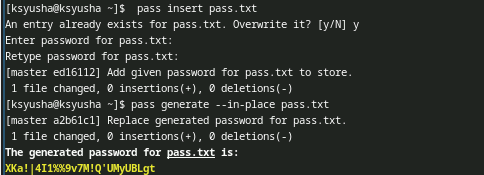 [ksyusha@ksyusha ~]$  pass insert pass.txt
An entry already exists for pass.txt. Overwrite it? [y/N] y
Enter password for pass.txt:
Retype password for pass.txt:
[master ed16112] Add given password for pass.txt to store.
 1 file changed, 0 insertions(+), 0 deletions(-)
[ksyusha@ksyusha ~]$ pass generate --in-place pass.txt
[master a2b61c1] Replace generated password for pass.txt.
 1 file changed, 0 insertions(+), 0 deletions(-)
The generated password for pass.txt is:
XKa!|4I1%%9v7M!Q'UMyUBLgt